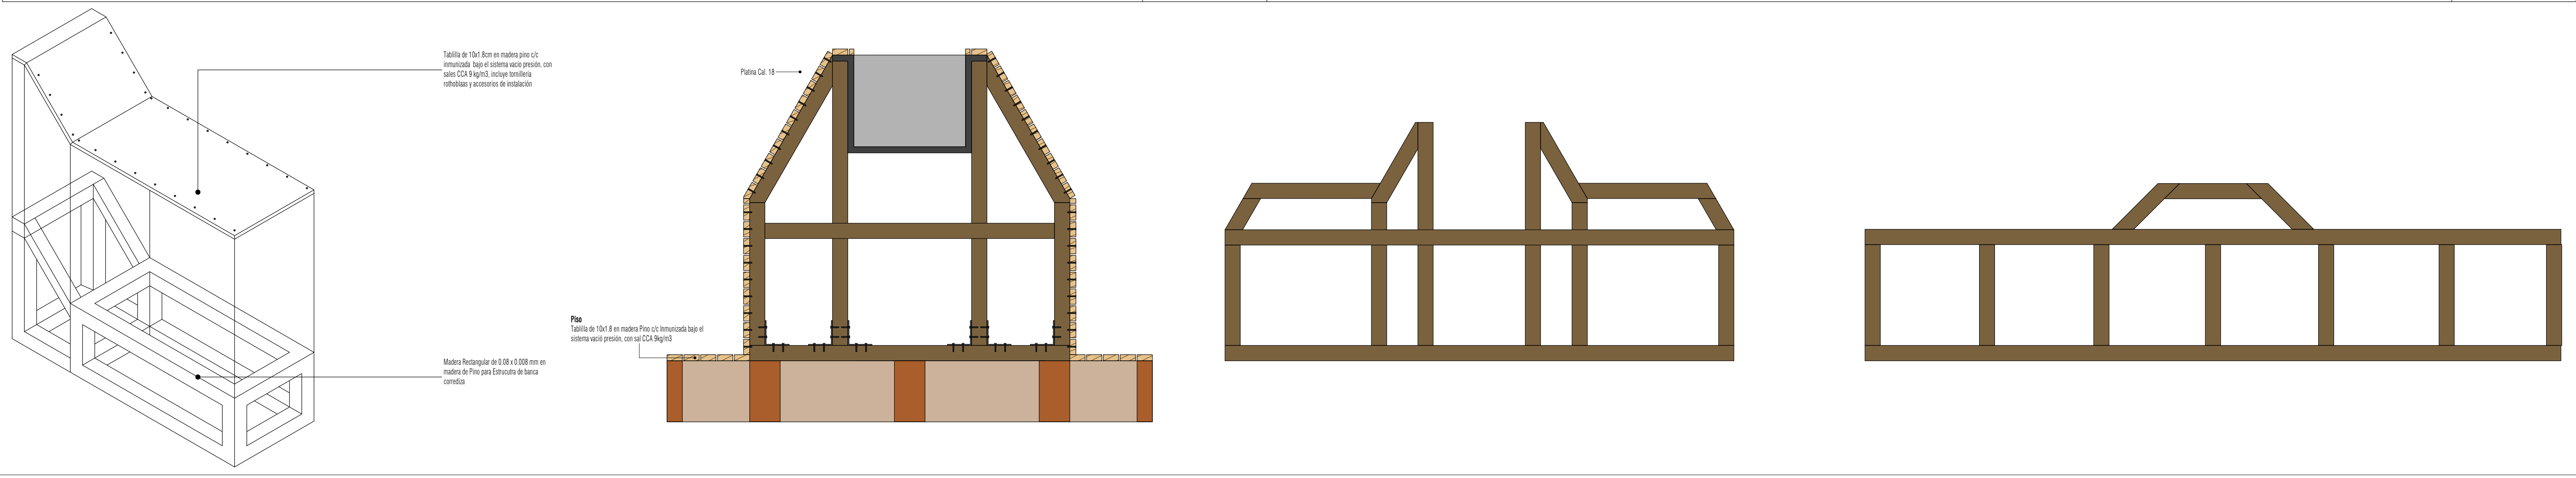 Tablilla de 10x1.8cm en madera pino c/c
inmunizada bajo el sistema vacio presión, con
sales CCA 9 kg/m3, incluye tornillería
rothoblaas y accesorios de instalación
Platina Cal. 18
Piso
Tablilla de 10x1.8 en madera Pino c/c Inmunizada bajo el
sistema vació presión, con sal CCA 9kg/m3
Madera Rectangular de 0.08 x 0.008 mm en
madera de Pino para Estrucutra de banca
corrediza